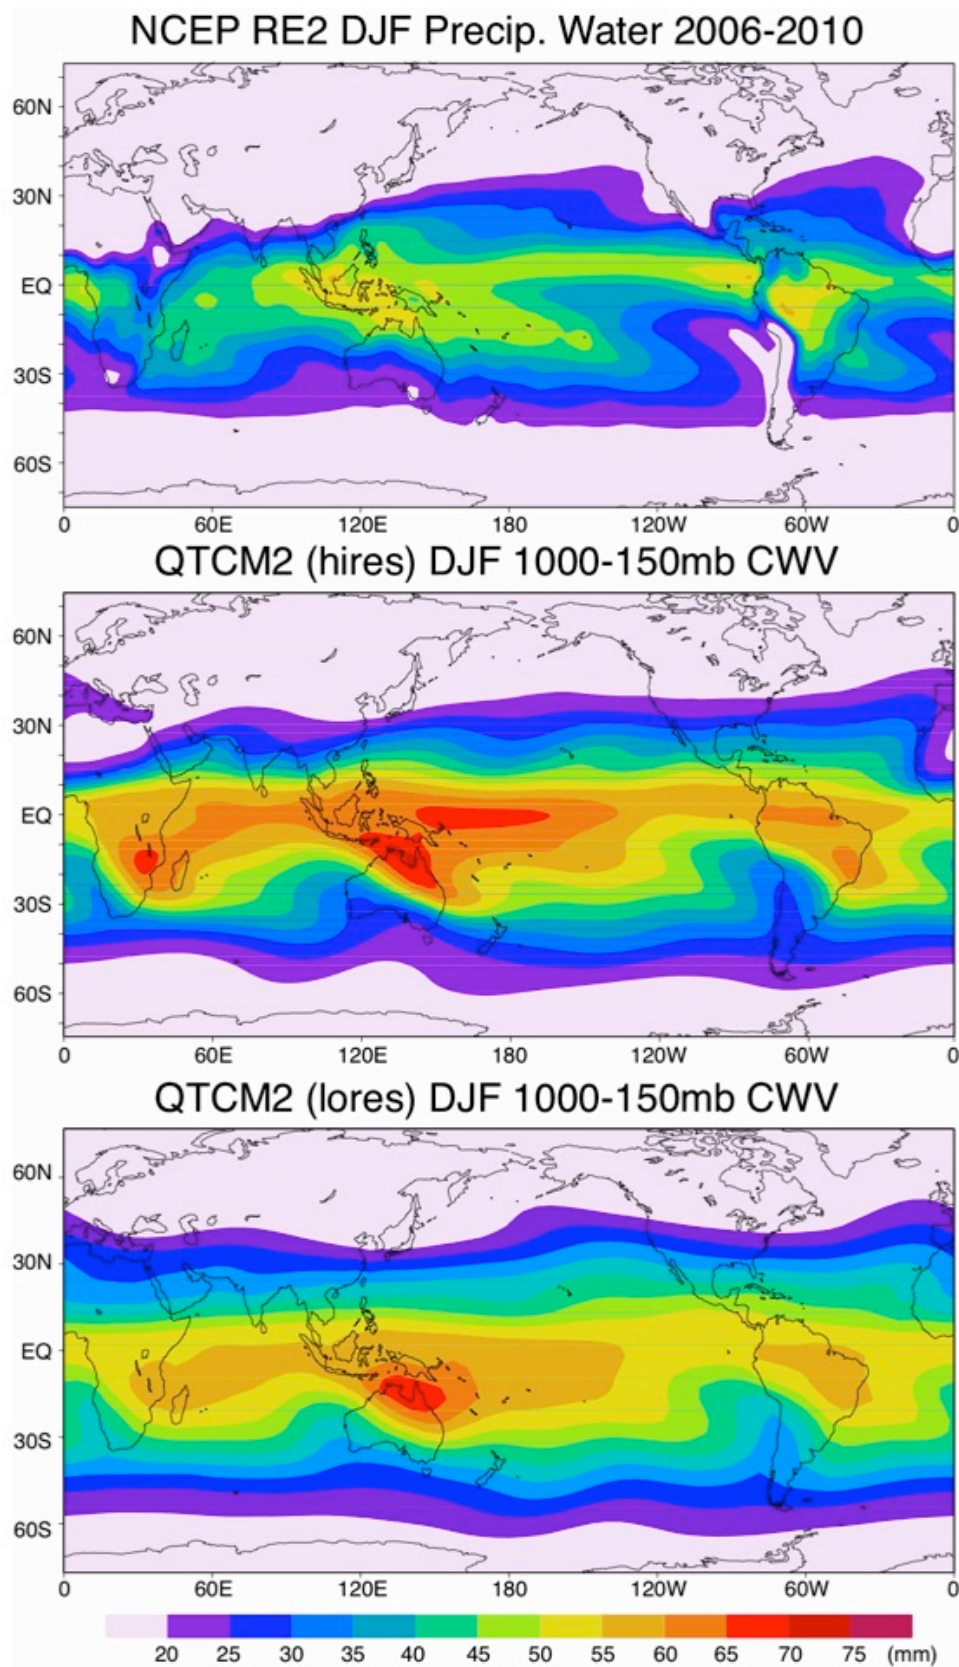 NCEP RE2 DJF Precip. Water 2006-2010
60N
30N
EQ
30S
60S
0 60E 120E 180 120W 60W 0
QTCM2 (hires) DJF 1000-150mb CWV
60N
30N
EQ
30S
60S
0 60E 120E 180 120W 60W 0
QTCM2 (lores) DJF 1000-150mb CWV
60N
30N
EQ
30S
60S
0 60E 120E 180 120W 60W 0
20 25 30 35 40 45 50 55 60 65 70 75 (mm)